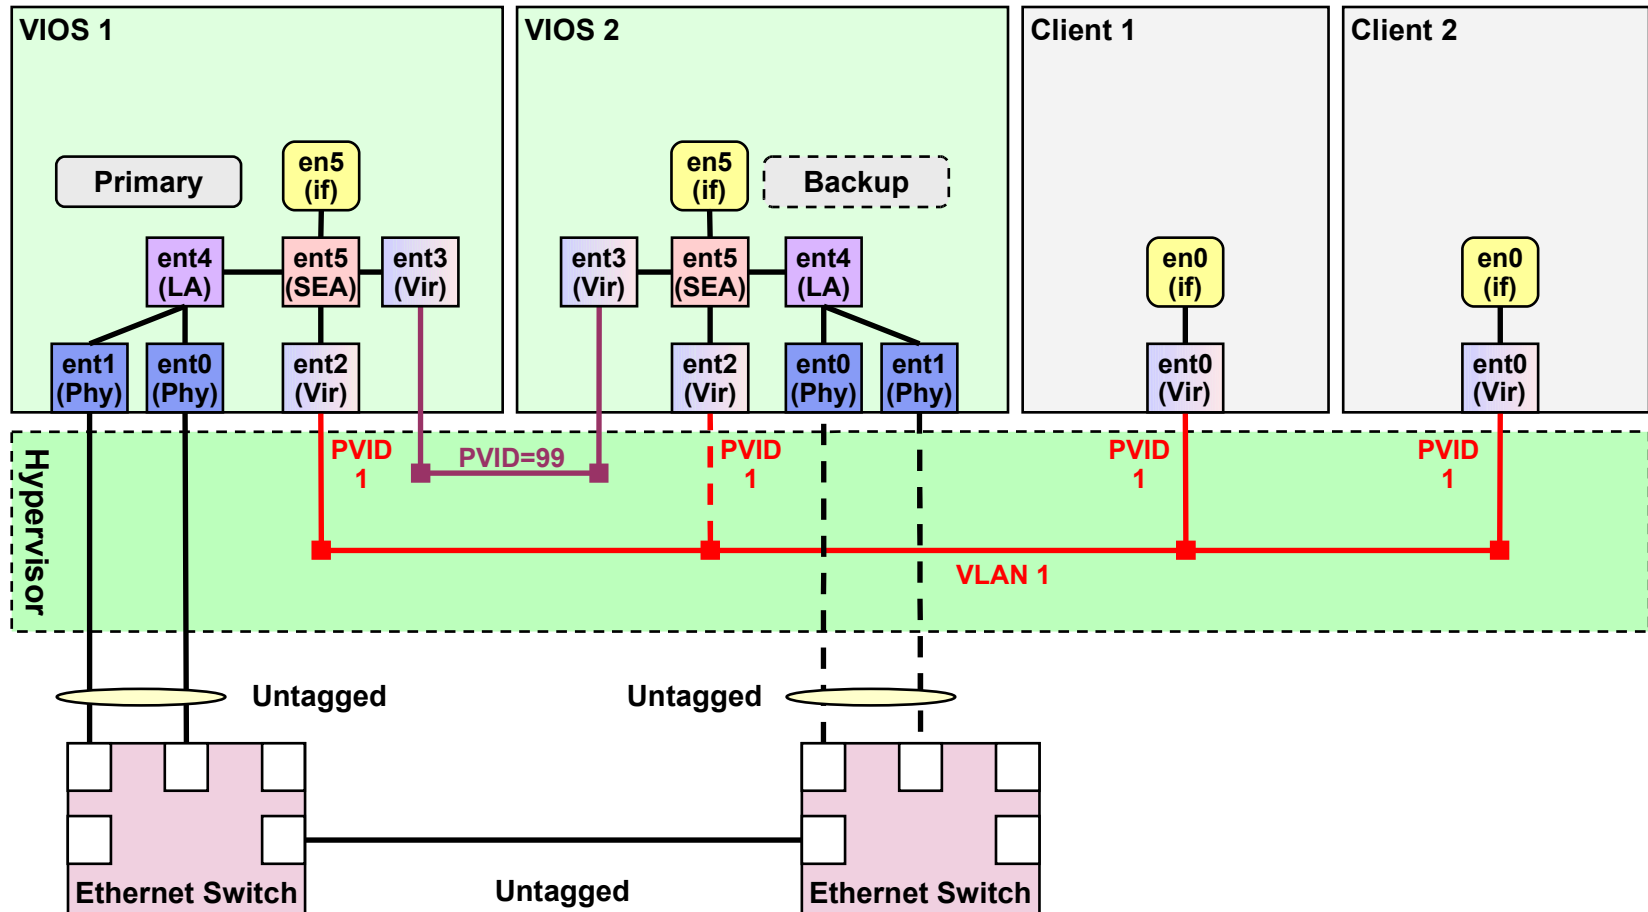 VIOS 1
VIOS 2
Client 1
Client 2
Primary
en5
(if)
en5
(if)
Backup
ent4
(LA)
ent5
(SEA)
ent3
(Vir)
ent3
(Vir)
ent5
(SEA)
ent4
(LA)
en0
(if)
en0
(if)
ent1
(Phy)
ent0
(Phy)
ent2
(Vir)
ent2
(Vir)
ent0
(Phy)
ent1
(Phy)
ent0
(Vir)
ent0
(Vir)
Hypervisor
PVID
1
PVID=99
PVID
1
PVID
1
PVID
1
VLAN 1
Untagged
Untagged
Ethernet Switch
Untagged
Ethernet Switch